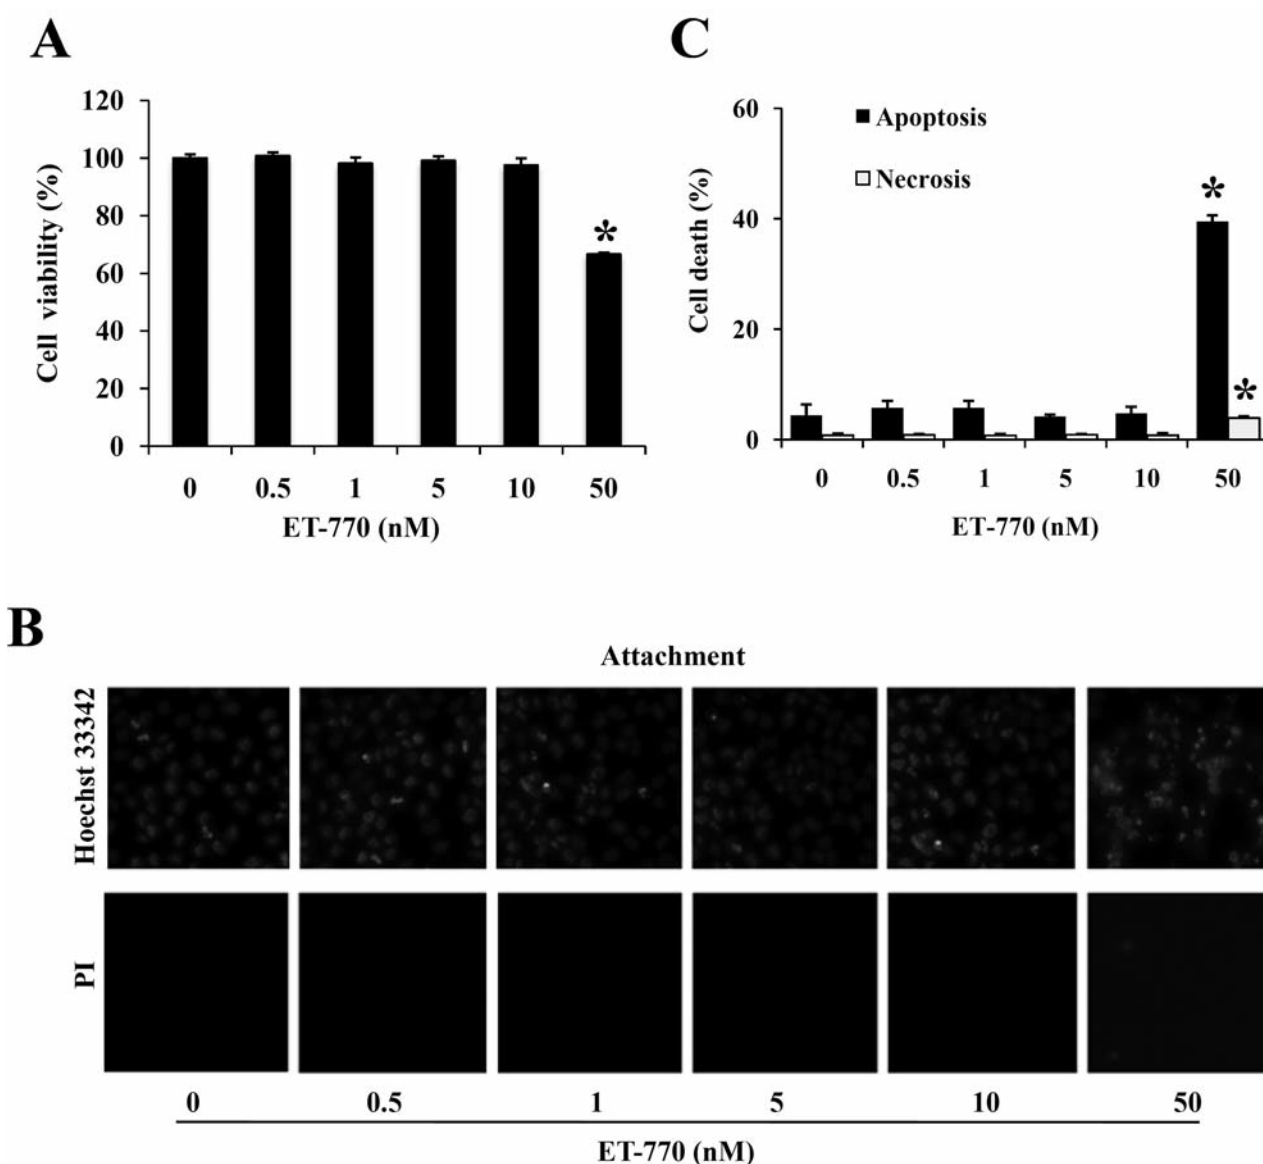 A
120
100
80
60
40
20
0
Cell viability (%)
*
0 0.5 1 5 10 50
ET-770 (nM)
C
60
40
20
0
Cell death (%)
Apoptosis
Necrosis
*
*
0 0.5 1 5 10 50
ET-770 (nM)
B
Attachment
Hoechst 33342
PI
0 0.5 1 5 10 50
ET-770 (nM)